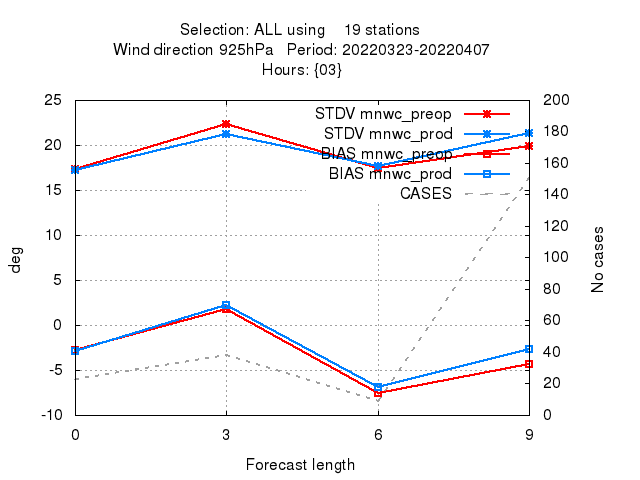 Selection: ALL using 19 stations
Wind direction 925hPa Period: 20220323-20220407
Hours: {03}
25
20
15
10
5
0
-5
-10
deg
200
180
160
140
120
100
80
60
40
20
0
No cases
STDV mnwc_preop
STDV mnwc_prod
BIAS mnwc_preop
BIAS mnwc_prod
CASES
0 3 6 9
Forecast length